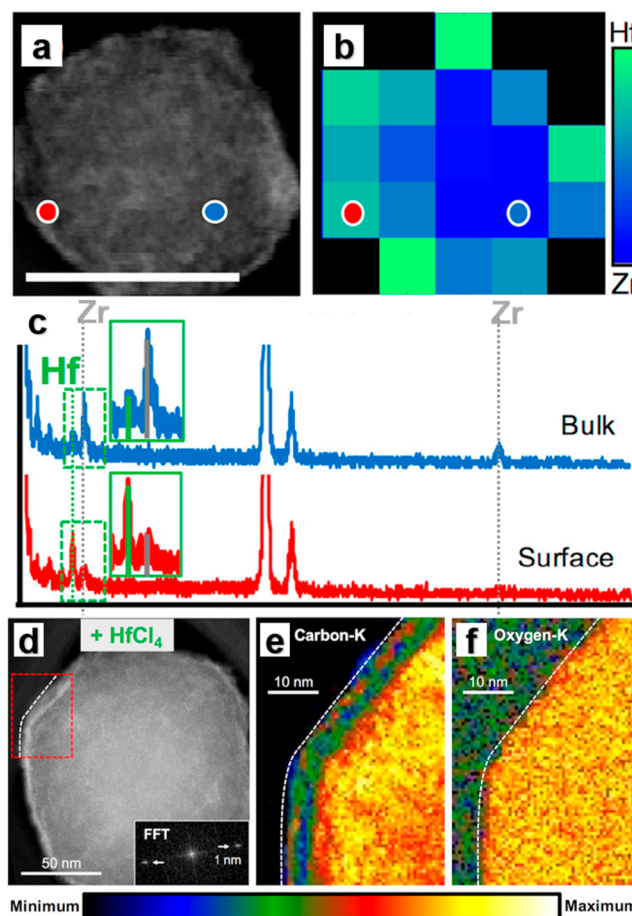 a
b
Hf
Zr
c
Zr
Zr
Hf
Bulk
Surface
d
+ HfCl₄
e
Carbon-K
f
Oxygen-K
10 nm
10 nm
50 nm
FFT
1 nm
Minimum
Maximum